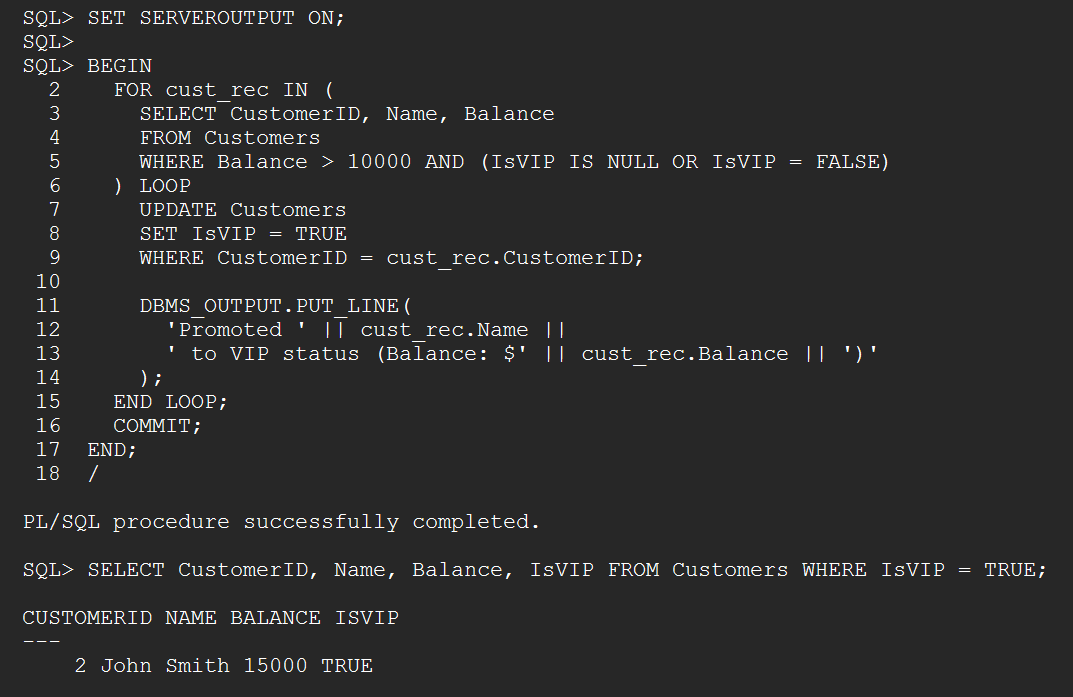 SQL> SET SERVEROUTPUT ON;
SQL>
SQL> BEGIN
  2    FOR cust_rec IN (
  3      SELECT CustomerID, Name, Balance
  4      FROM Customers
  5      WHERE Balance > 10000 AND (IsVIP IS NULL OR IsVIP = FALSE)
  6    ) LOOP
  7      UPDATE Customers
  8      SET IsVIP = TRUE
  9      WHERE CustomerID = cust_rec.CustomerID;
 10
 11      DBMS_OUTPUT.PUT_LINE(
 12        'Promoted ' || cust_rec.Name ||
 13        ' to VIP status (Balance: $' || cust_rec.Balance || ')'
 14      );
 15    END LOOP;
 16    COMMIT;
 17  END;
 18  /
PL/SQL procedure successfully completed.
SQL> SELECT CustomerID, Name, Balance, IsVIP FROM Customers WHERE IsVIP = TRUE;
CUSTOMERID NAME BALANCE ISVIP
---
    2 John Smith 15000 TRUE